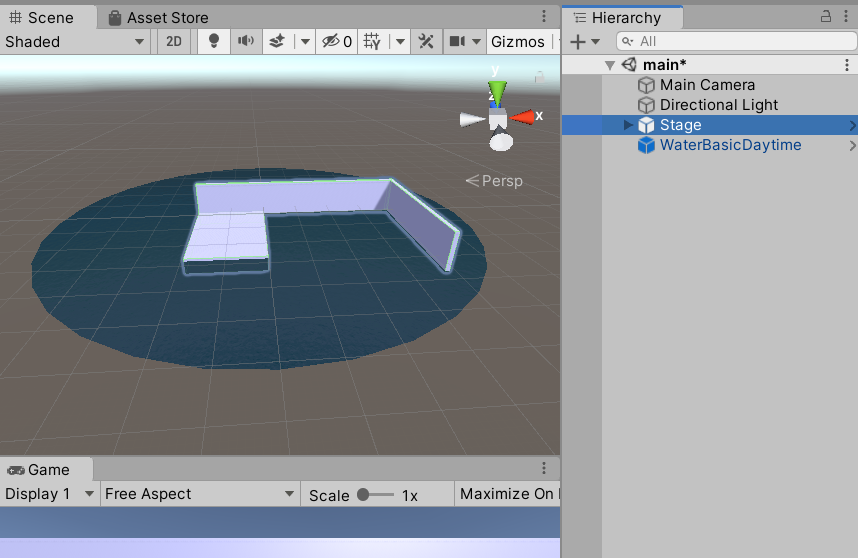 Scene
Asset Store
Shaded
2D
0
Gizmos
y
z
x
Persp
Game
Display 1
Free Aspect
Scale
1x
Maximize On
Hierarchy
All
main*
Main Camera
Directional Light
Stage
WaterBasicDaytime